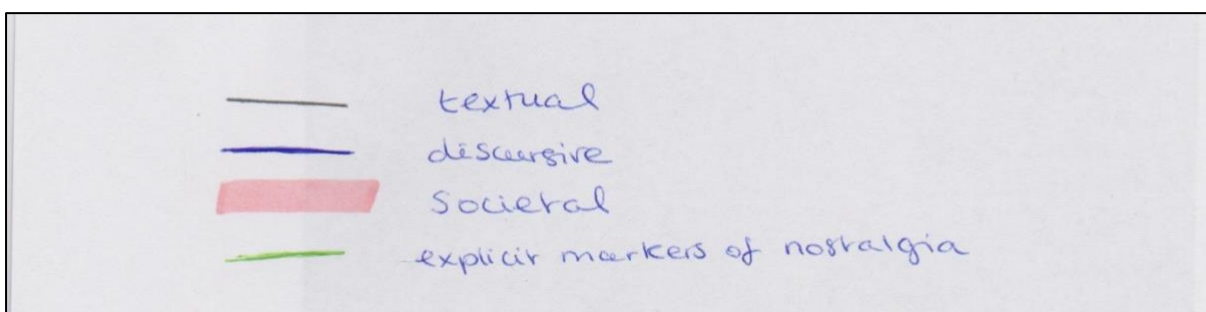 textual
discursive
Societal
explicit markers of nostalgia